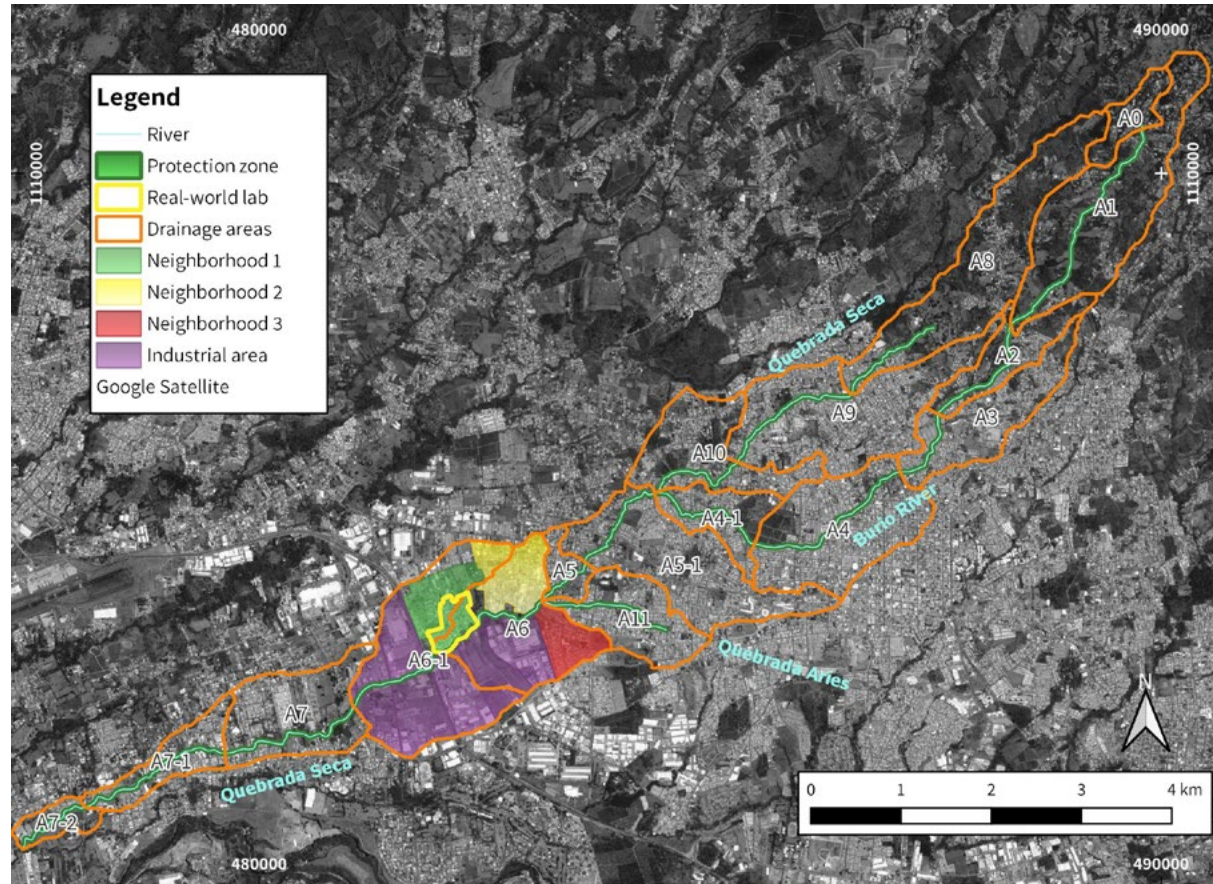 480000
490000
Legend
River
Protection zone
Real-world lab
Drainage areas
Neighborhood 1
Neighborhood 2
Neighborhood 3
Industrial area
Google Satellite
1110000
1110000
A0
A1
A8
Quebrada Seca
A2
A9
A3
A10
A4-1
A4
Burio River
A5
A5-1
A11
A6
A6-1
Quebrada Aries
A7
A7-1
Quebrada Seca
A7-2
N
0 1 2 3 4 km
480000
490000